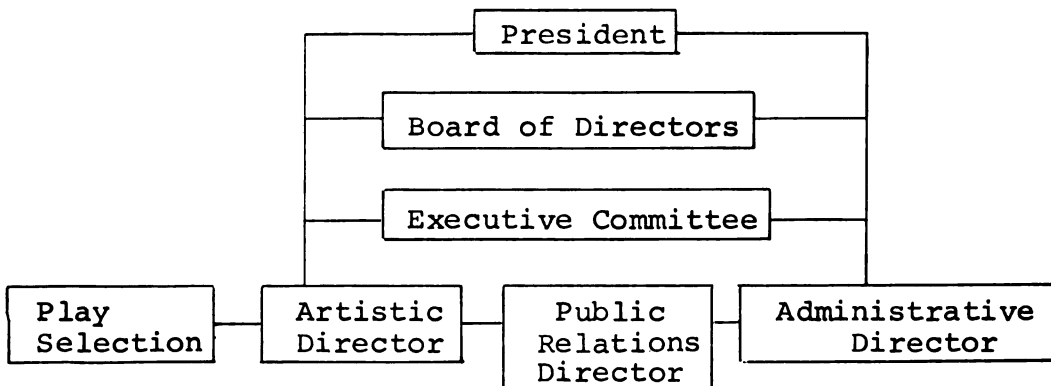 President
Board of Directors
Executive Committee
Play
Selection
Artistic
Director
Public
Relations
Director
Administrative
Director